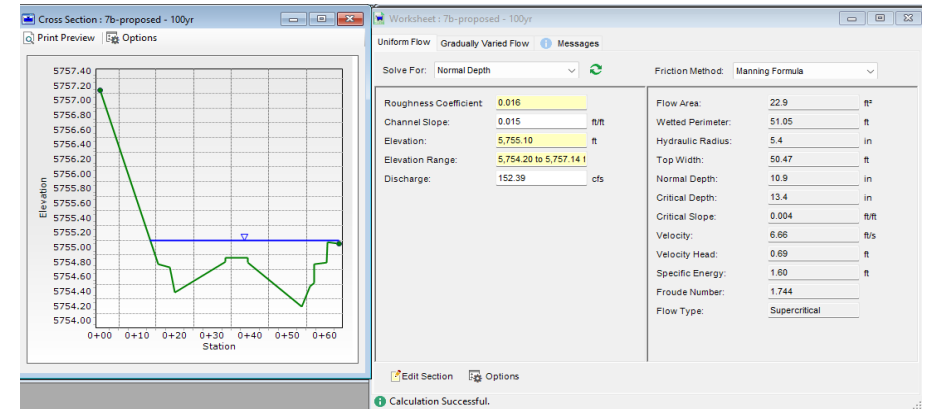 Cross Section : 7b-proposed - 100yr
Print Preview Options
5757.40
5757.20
5757.00
5756.80
5756.60
5756.40
5756.20
5756.00
5755.80
5755.60
5755.40
5755.20
5755.00
5754.80
5754.60
5754.40
5754.20
5754.00
Elevation
0+00 0+10 0+20 0+30 0+40 0+50 0+60
Station
Worksheet : 7b-proposed - 100yr
Uniform Flow Gradually Varied Flow Messages
Solve For: Normal Depth
Friction Method: Manning Formula
Roughness Coefficient 0.016
Channel Slope: 0.015 ft/ft
Elevation: 5,755.10 ft
Elevation Range: 5,754.20 to 5,757.14 f
Discharge: 152.39 cfs
Flow Area: 22.9 ft²
Wetted Perimeter: 51.05 ft
Hydraulic Radius: 5.4 in
Top Width: 50.47 ft
Normal Depth: 10.9 in
Critical Depth: 13.4 in
Critical Slope: 0.004 ft/ft
Velocity: 6.66 ft/s
Velocity Head: 0.69 ft
Specific Energy: 1.60 ft
Froude Number: 1.744
Flow Type: Supercritical
Edit Section Options
Calculation Successful.